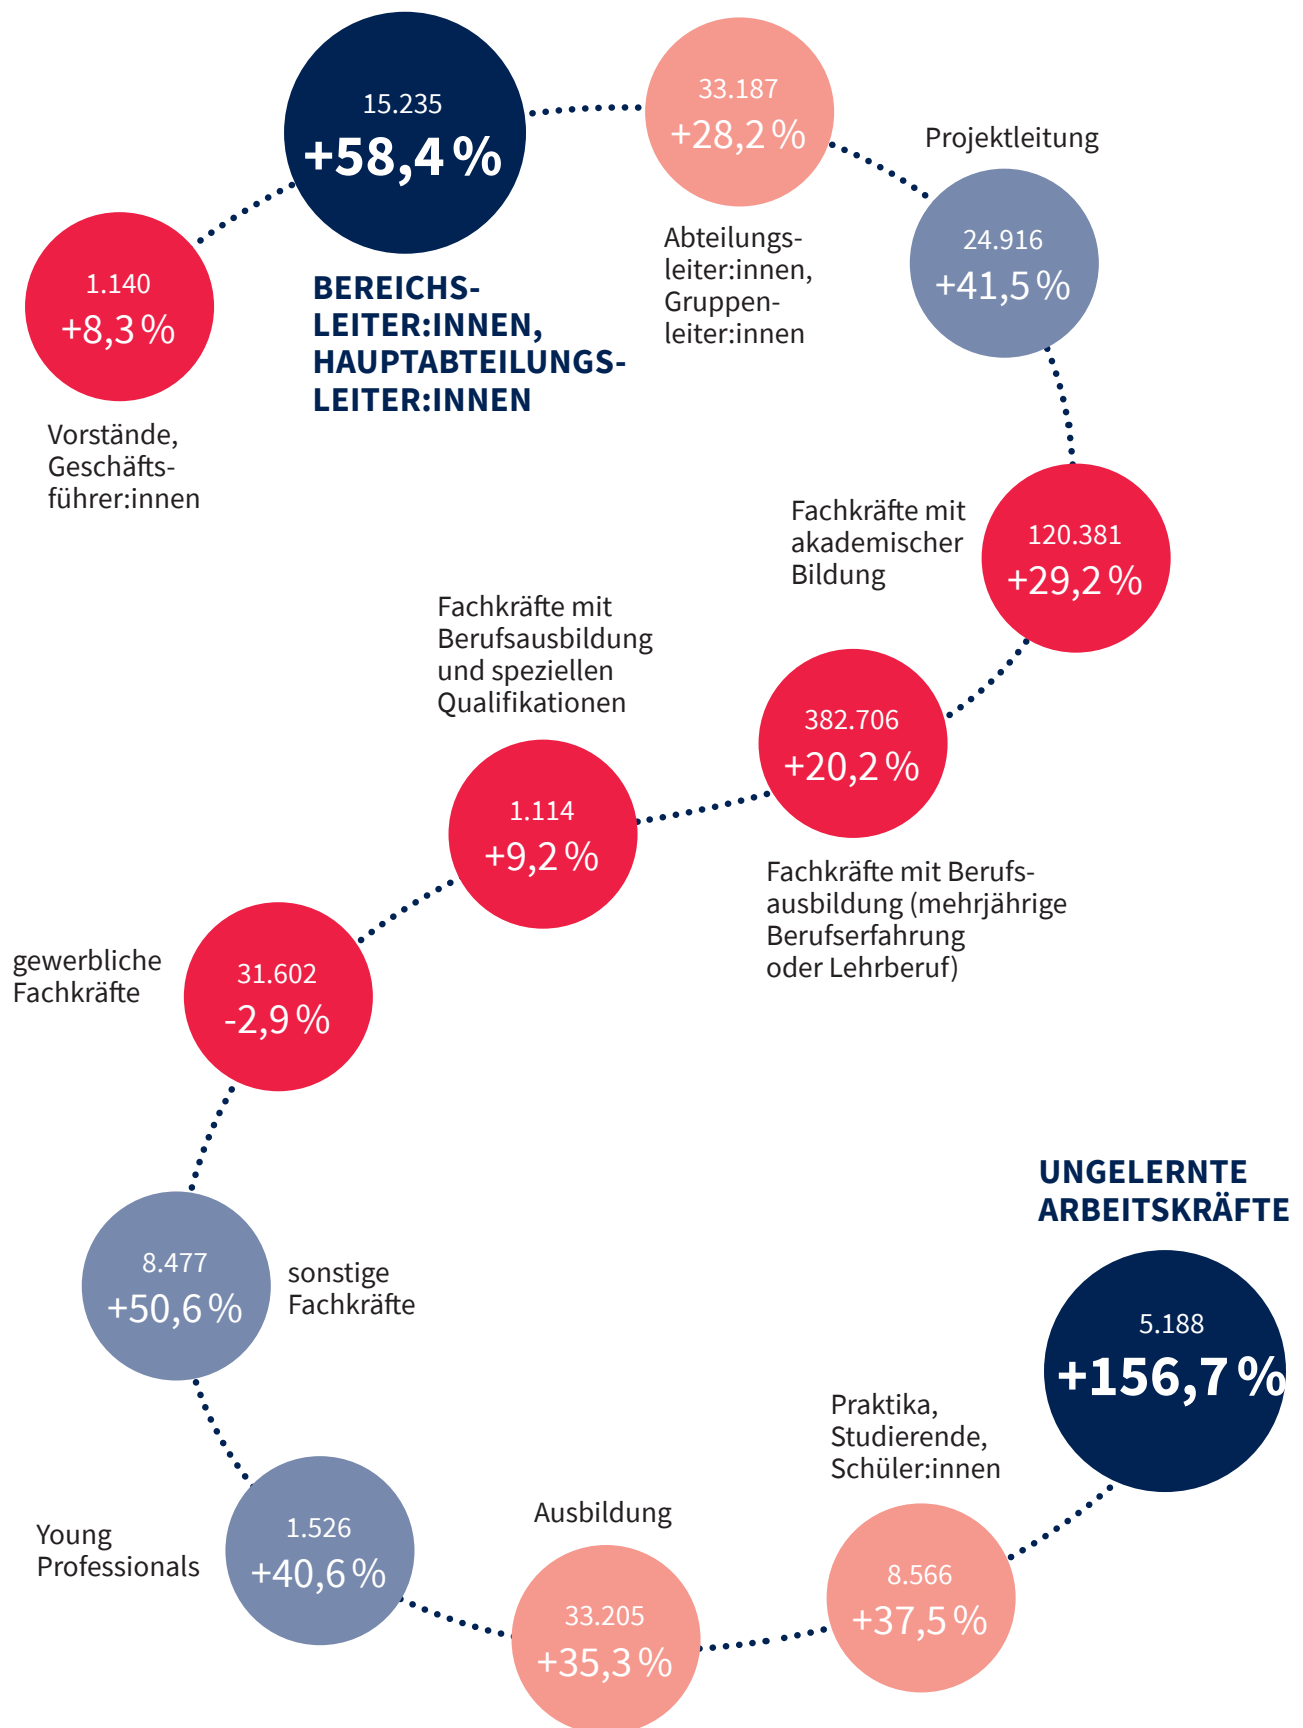 1.140
+8,3 %
Vorstände,
Geschäfts-
führer:innen
15.235
+58,4 %
BEREICHS-
LEITER:INNEN,
HAUPTABTEILUNGS-
LEITER:INNEN
33.187
+28,2 %
Abteilungs-
leiter:innen,
Gruppen-
leiter:innen
Projektleitung
24.916
+41,5 %
Fachkräfte mit
akademischer
Bildung
120.381
+29,2 %
382.706
+20,2 %
Fachkräfte mit Berufs-
ausbildung (mehrjährige
Berufserfahrung
oder Lehrberuf)
Fachkräfte mit
Berufsausbildung
und speziellen
Qualifikationen
1.114
+9,2 %
gewerbliche
Fachkräfte
31.602
-2,9 %
8.477
+50,6 %
sonstige
Fachkräfte
Young
Professionals
1.526
+40,6 %
Ausbildung
33.205
+35,3 %
Praktika,
Studierende,
Schüler:innen
8.566
+37,5 %
UNGELERNTE
ARBEITSKRÄFTE
5.188
+156,7 %